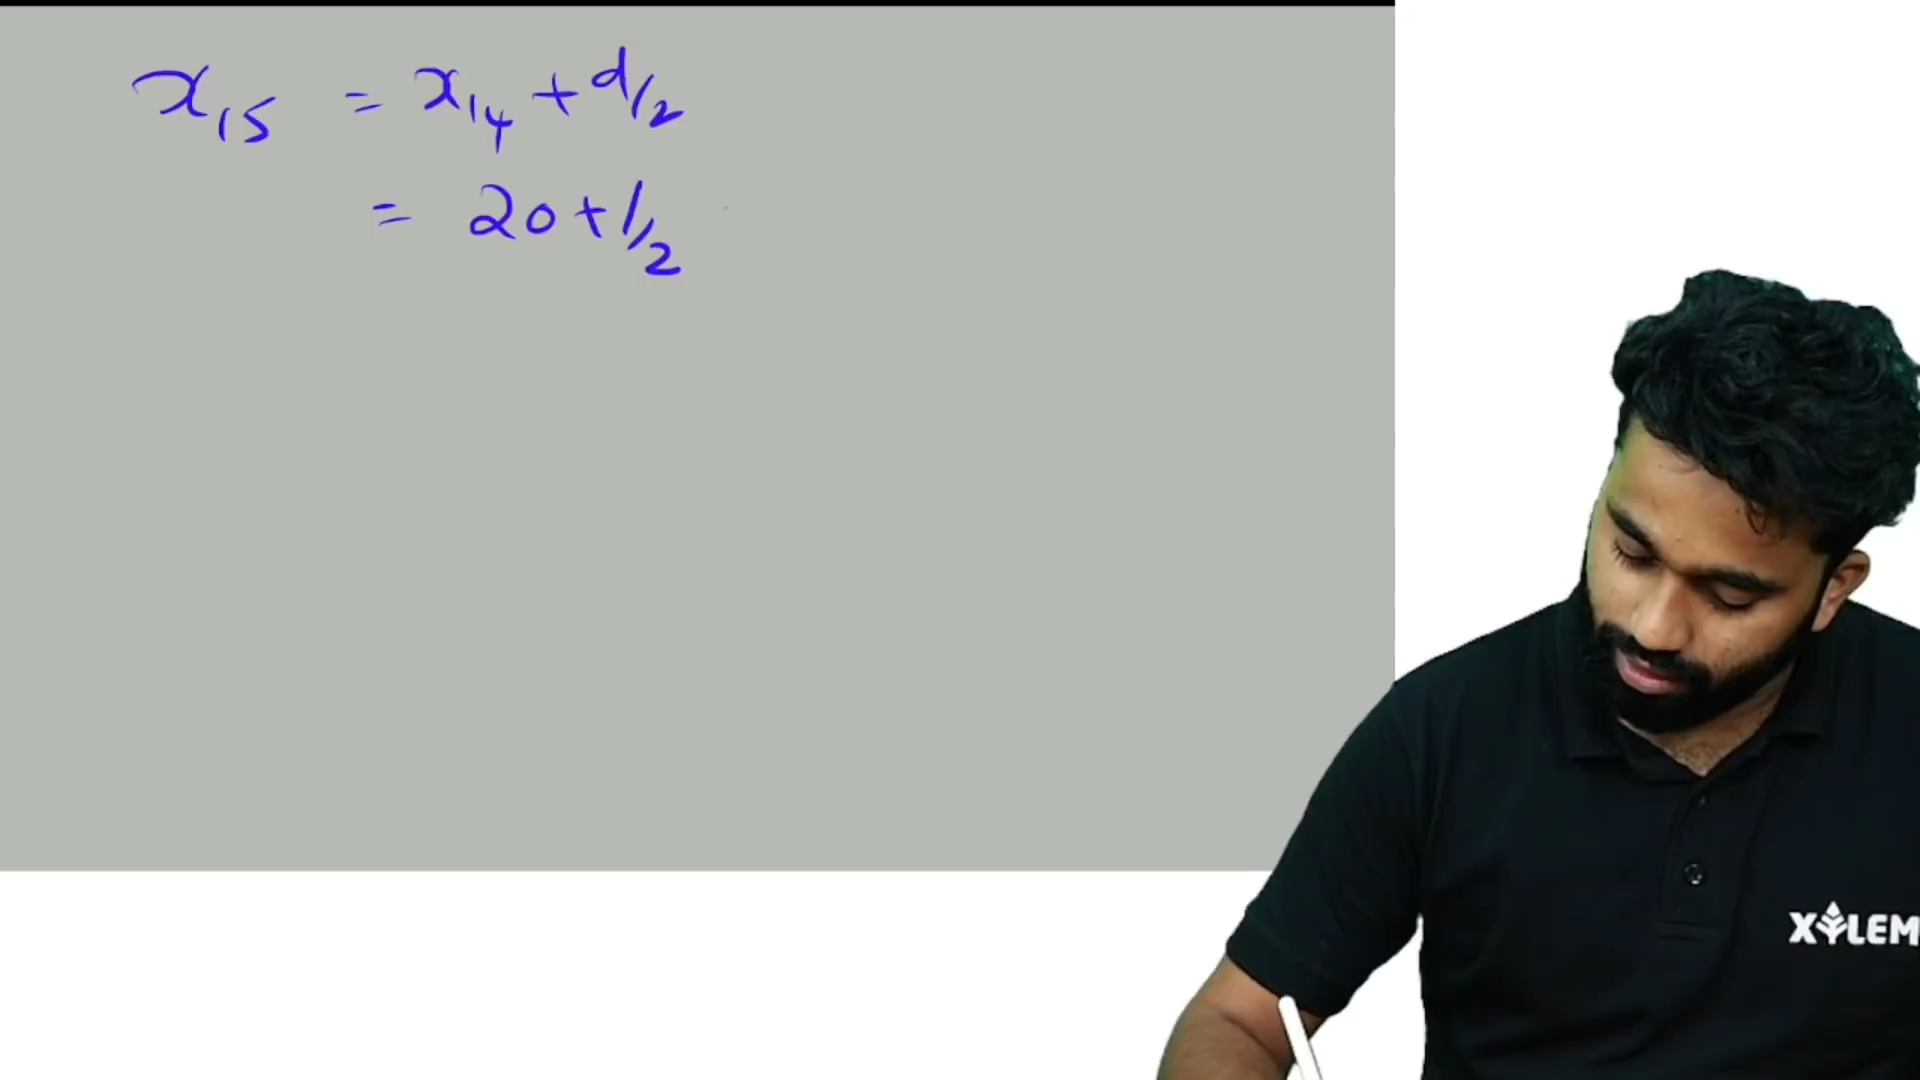 x₁₅ = x₁₄ + d/2
= 20 + 1/2
XYLEM